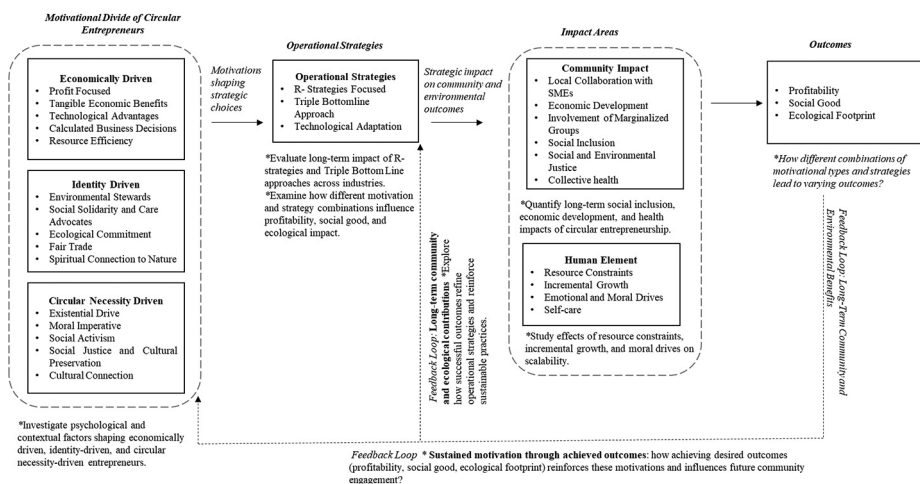 Motivational Divide of Circular
Entrepreneurs
Economically Driven
• Profit Focused
• Tangible Economic Benefits
• Technological Advantages
• Calculated Business Decisions
• Resource Efficiency
Identity Driven
• Environmental Stewards
• Social Solidarity and Care
Advocates
• Ecological Commitment
• Fair Trade
• Spiritual Connection to Nature
Circular Necessity Driven
• Existential Drive
• Moral Imperative
• Social Activism
• Social Justice and Cultural
Preservation
• Cultural Connection
*Investigate psychological and
contextual factors shaping economically
driven, identity-driven, and circular
necessity-driven entrepreneurs.
Motivations
shaping
strategic
choices
Operational Strategies
Operational Strategies
• R- Strategies Focused
• Triple Bottomline
Approach
• Technological Adaptation
*Evaluate long-term impact of R-
strategies and Triple Bottom Line
approaches across industries.
*Examine how different motivation
and strategy combinations influence
profitability, social good, and
ecological impact.
Strategic impact
on community and
environmental
outcomes
Feedback Loop: Long-term community
and ecological contributions *Explore
how successful outcomes refine
operational strategies and reinforce
sustainable practices.
Impact Areas
Community Impact
• Local Collaboration with
SMEs
• Economic Development
• Involvement of Marginalized
Groups
• Social Inclusion
• Social and Environmental
Justice
• Collective health
*Quantify long-term social inclusion,
economic development, and health
impacts of circular entrepreneurship.
Human Element
• Resource Constraints
• Incremental Growth
• Emotional and Moral Drives
• Self-care
*Study effects of resource constraints,
incremental growth, and moral drives on
scalability.
Outcomes
• Profitability
• Social Good
• Ecological Footprint
*How different combinations of
motivational types and strategies
lead to varying outcomes?
Feedback Loop: Long-Term Community and
Environmental Benefits
Feedback Loop * Sustained motivation through achieved outcomes: how achieving desired outcomes
(profitability, social good, ecological footprint) reinforces these motivations and influences future community
engagement?